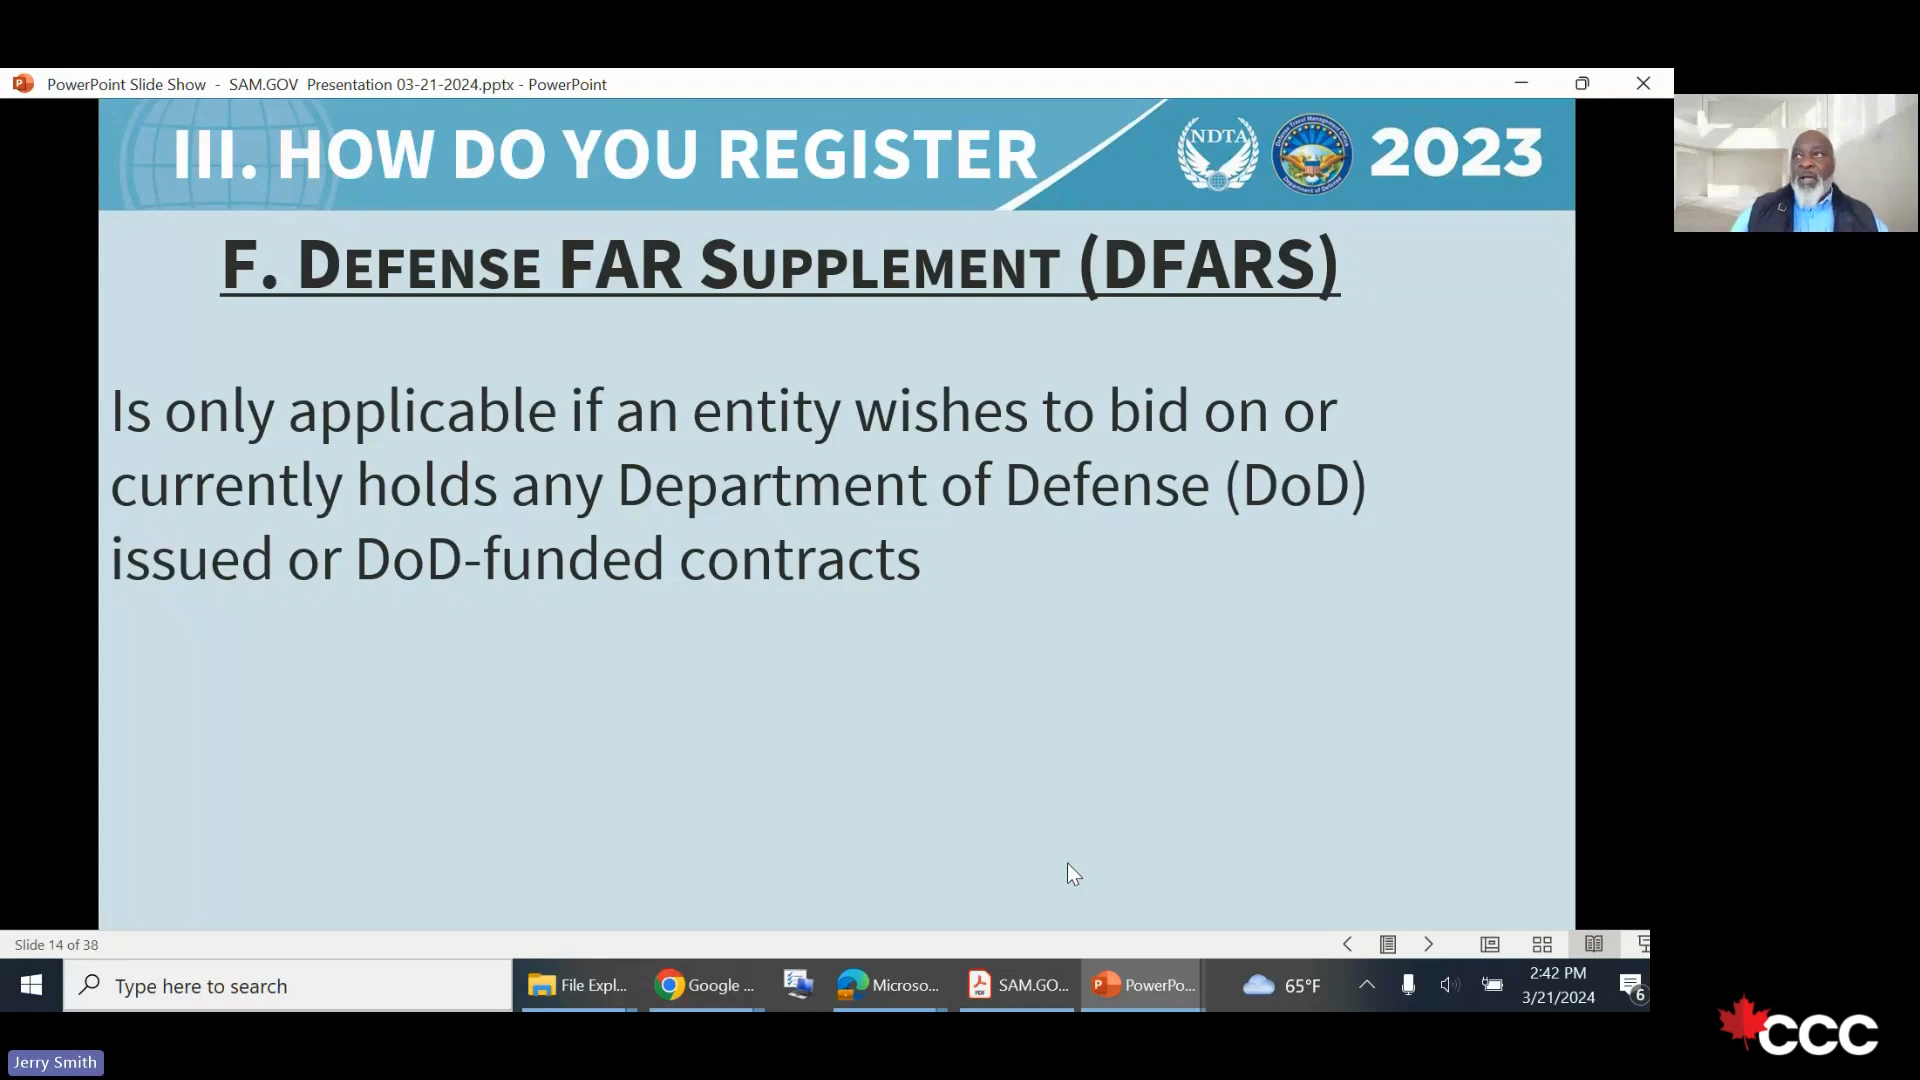 PowerPoint Slide Show - SAM.GOV Presentation 03-21-2024.pptx - PowerPoint
III. HOW DO YOU REGISTER
NDTA
2023
F. DEFENSE FAR SUPPLEMENT (DFARS)
Is only applicable if an entity wishes to bid on or
currently holds any Department of Defense (DoD)
issued or DoD-funded contracts
Slide 14 of 38
Type here to search
File Expl...
Google ...
Microso...
SAM.GO...
PowerPo...
65°F
2:42 PM
3/21/2024
6
CCC
Jerry Smith